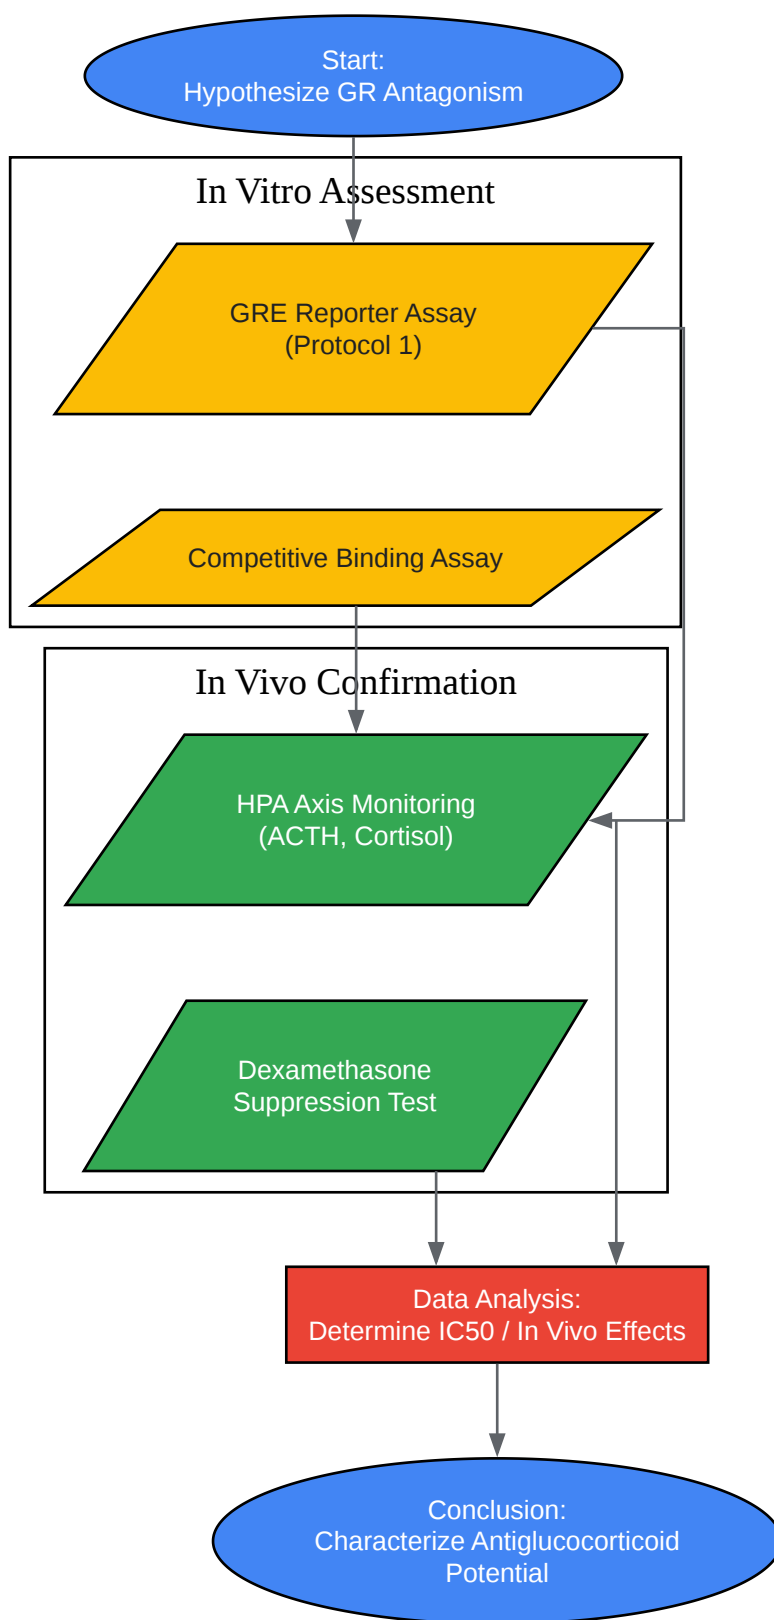 Start:
Hypothesize GR Antagonism
In Vitro Assessment
GRE Reporter Assay
(Protocol 1)
Competitive Binding Assay
In Vivo Confirmation
HPA Axis Monitoring
(ACTH, Cortisol)
Dexamethasone
Suppression Test
Data Analysis:
Determine IC50 / In Vivo Effects
Conclusion:
Characterize Antiglucocorticoid
Potential